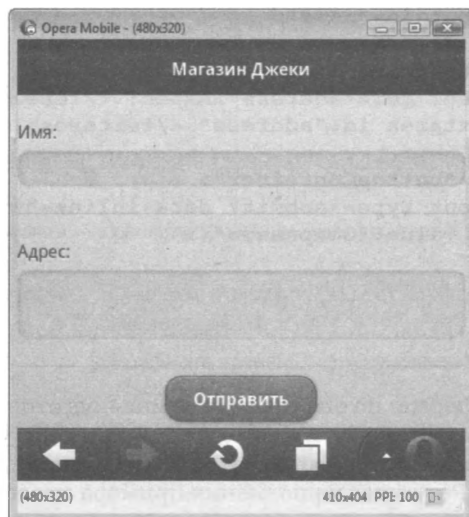 Opera Mobile - (480x320)
Магазин Джеки
Имя:
Адрес:
Отправить
(480x320) 410x404 PPI: 100